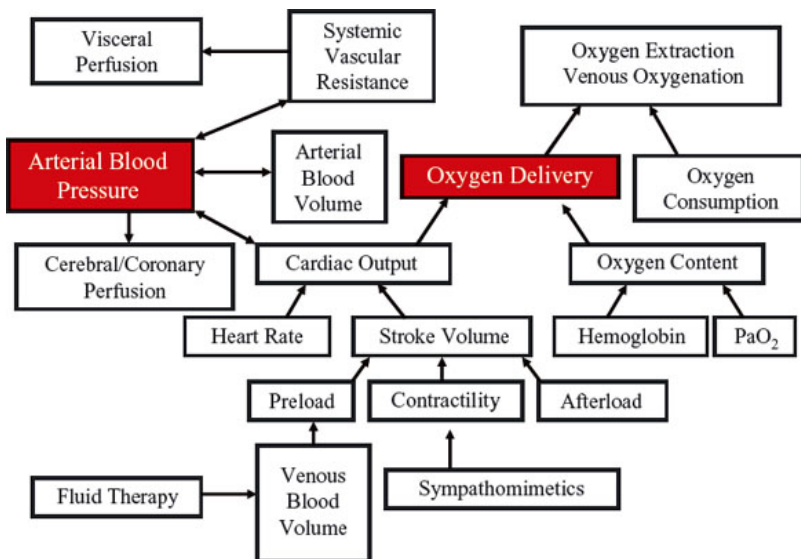 Visceral
Perfusion
Systemic
Vascular
Resistance
Oxygen Extraction
Venous Oxygenation
Arterial Blood
Pressure
Arterial
Blood
Volume
Oxygen Delivery
Oxygen
Consumption
Cerebral/Coronary
Perfusion
Cardiac Output
Oxygen Content
Heart Rate
Stroke Volume
Hemoglobin
PaO₂
Preload
Contractility
Afterload
Fluid Therapy
Venous
Blood
Volume
Sympathomimetics